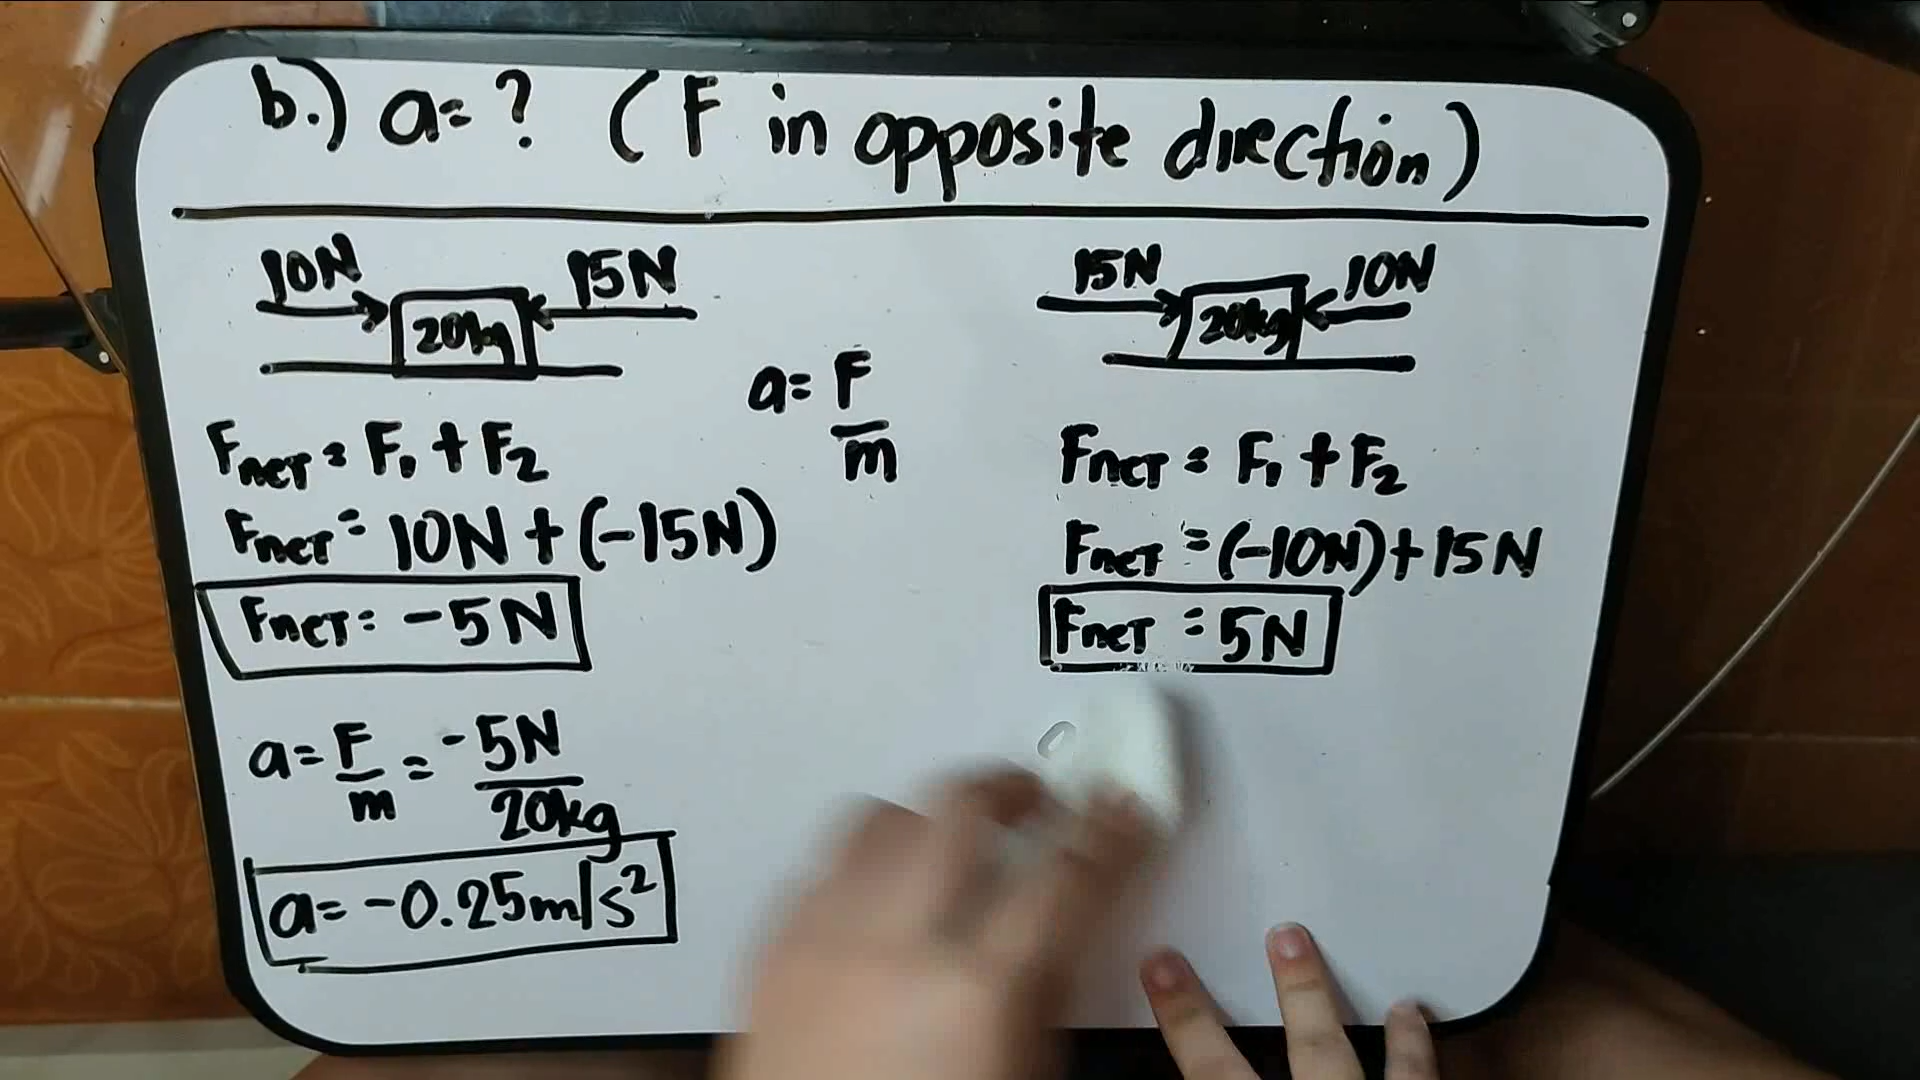 b.) a=? (F in opposite direction)
10N 15N
20kg
Fnet = F1 + F2
Fnet = 10N + (-15N)
Fnet = -5N
a = F/m = -5N/20kg
a = -0.25m/s²
a = F/m
15N 10N
20kg
Fnet = F1 + F2
Fnet = (-10N) + 15N
Fnet = 5N